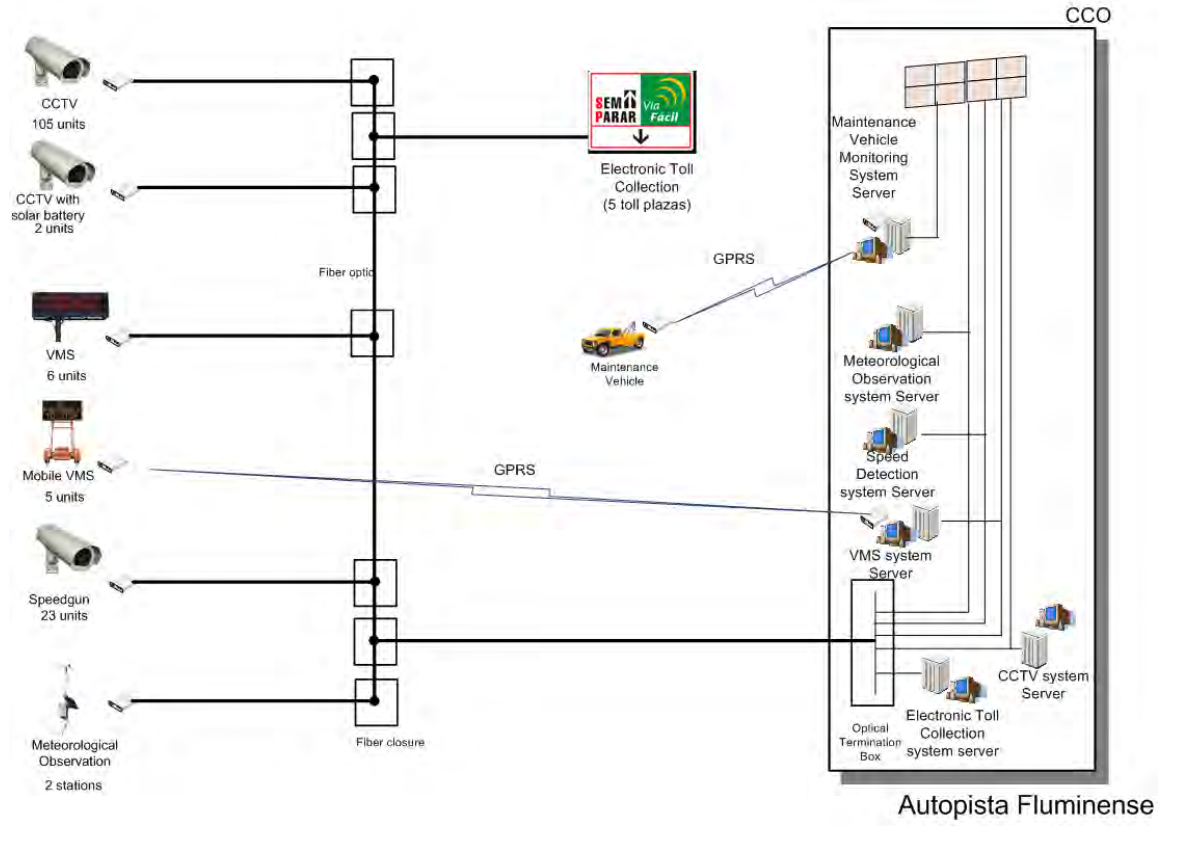 CCO
CCTV
105 units
CCTV with
solar battery
2 units
SEM
PARAR
Via
Fácil
Electronic Toll
Collection
(5 toll plazas)
Fiber optic
VMS
6 units
GPRS
Maintenance
Vehicle
Mobile VMS
5 units
GPRS
Speedgun
23 units
Meteorological
Observation
2 stations
Fiber closure
Maintenance
Vehicle
Monitoring
System
Server
Meteorological
Observation
system Server
Speed
Detection
system Server
VMS system
Server
CCTV system
Server
Electronic Toll
Collection
system server
Optical
Termination
Box
Autopista Fluminense